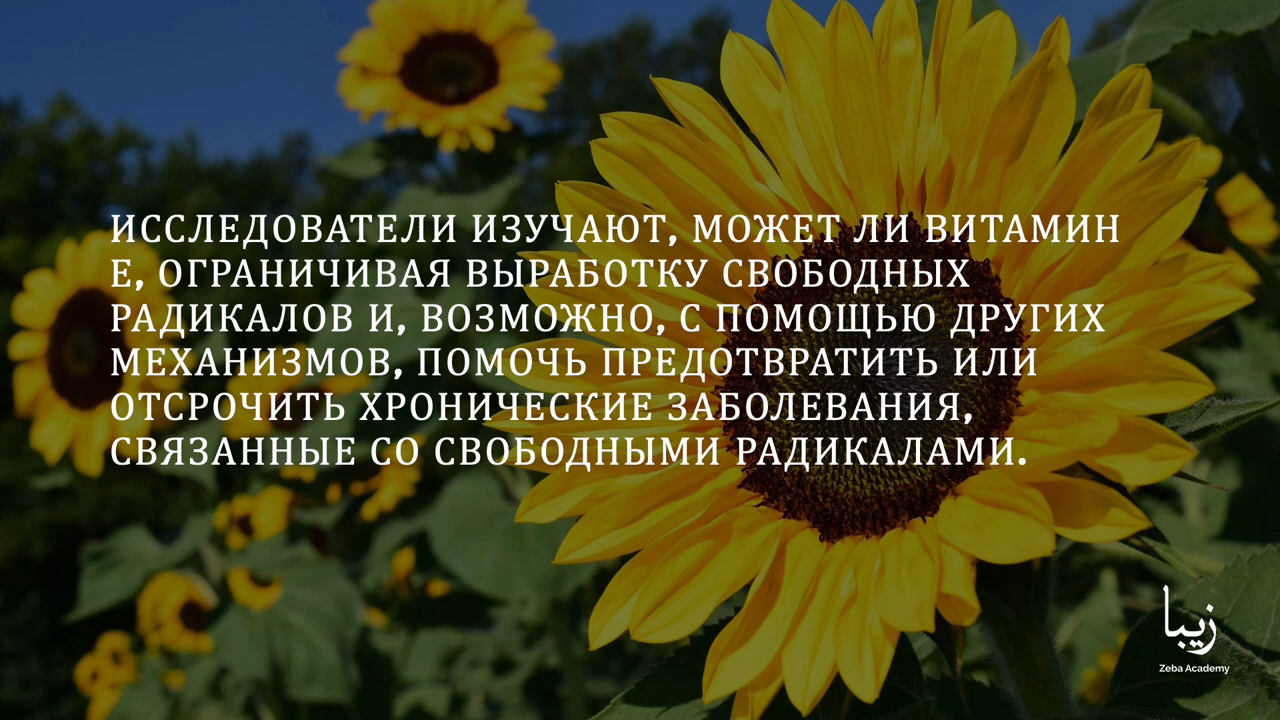 ИССЛЕДОВАТЕЛИ ИЗУЧАЮТ, МОЖЕТ ЛИ ВИТАМИН
Е, ОГРАНИЧИВАЯ ВЫРАБОТКУ СВОБОДНЫХ
РАДИКАЛОВ И, ВОЗМОЖНО, С ПОМОЩЬЮ ДРУГИХ
МЕХАНИЗМОВ, ПОМОЧЬ ПРЕДОТВРАТИТЬ ИЛИ
ОТСРОЧИТЬ ХРОНИЧЕСКИЕ ЗАБОЛЕВАНИЯ,
СВЯЗАННЫЕ СО СВОБОДНЫМИ РАДИКАЛАМИ.
زیبا
Zeba Academy